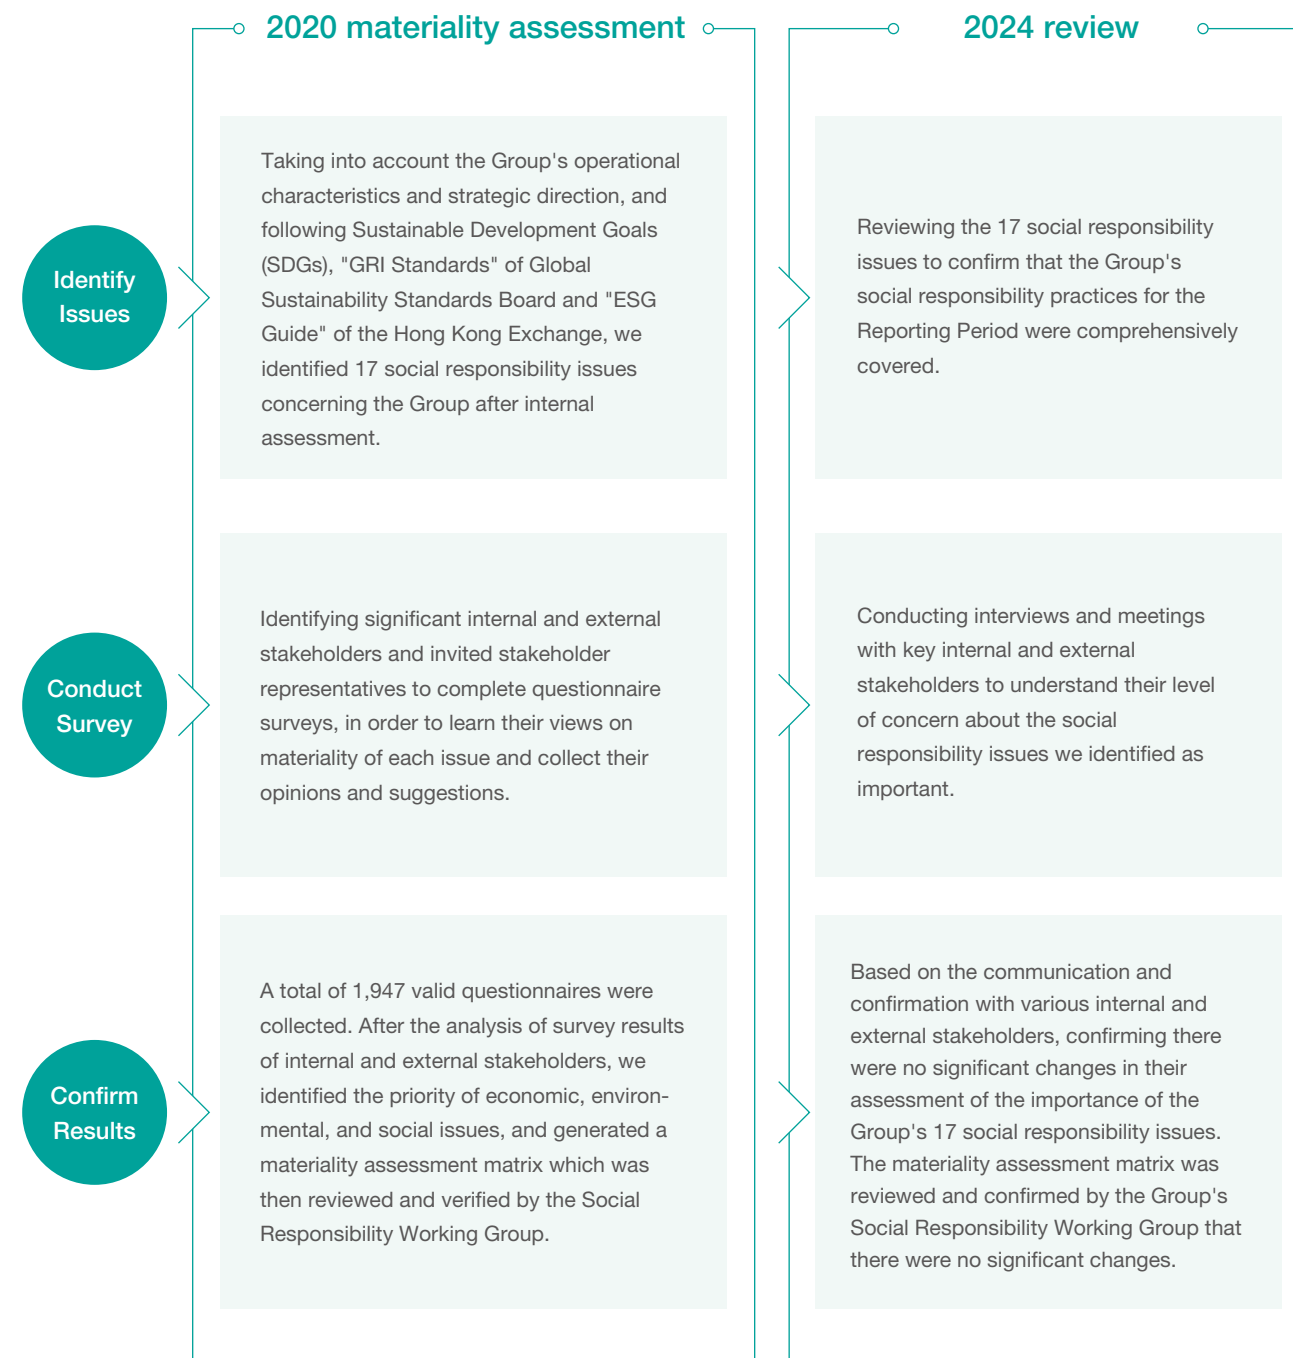 2020 materiality assessment
2024 review
Identify
Issues
Taking into account the Group's operational
characteristics and strategic direction, and
following Sustainable Development Goals
(SDGs), "GRI Standards" of Global
Sustainability Standards Board and "ESG
Guide" of the Hong Kong Exchange, we
identified 17 social responsibility issues
concerning the Group after internal
assessment.
Reviewing the 17 social responsibility
issues to confirm that the Group's
social responsibility practices for the
Reporting Period were comprehensively
covered.
Conduct
Survey
Identifying significant internal and external
stakeholders and invited stakeholder
representatives to complete questionnaire
surveys, in order to learn their views on
materiality of each issue and collect their
opinions and suggestions.
Conducting interviews and meetings
with key internal and external
stakeholders to understand their level
of concern about the social
responsibility issues we identified as
important.
Confirm
Results
A total of 1,947 valid questionnaires were
collected. After the analysis of survey results
of internal and external stakeholders, we
identified the priority of economic, environ-
mental, and social issues, and generated a
materiality assessment matrix which was
then reviewed and verified by the Social
Responsibility Working Group.
Based on the communication and
confirmation with various internal and
external stakeholders, confirming there
were no significant changes in their
assessment of the importance of the
Group's 17 social responsibility issues.
The materiality assessment matrix was
reviewed and confirmed by the Group's
Social Responsibility Working Group that
there were no significant changes.